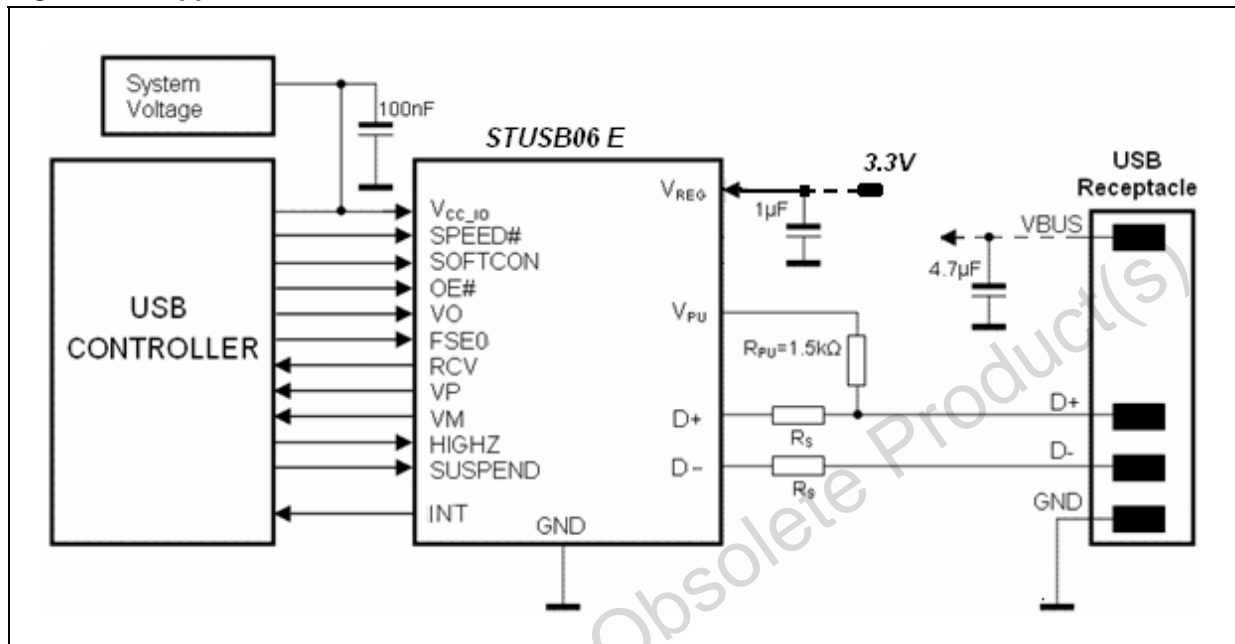 System
Voltage
100nF
STUSB06 E
3.3V
USB
Receptacle
VREG
1µF
VBUS
4.7µF
VCC_IO
SPEED#
SOFTCON
OE#
VO
FSE0
RCV
VP
VM
HIGHZ
SUSPEND
INT
USB
CONTROLLER
VPU
RPU=1.5kΩ
D+
RS
D+
D-
RS
D-
GND
GND
Obsolete Product(s)